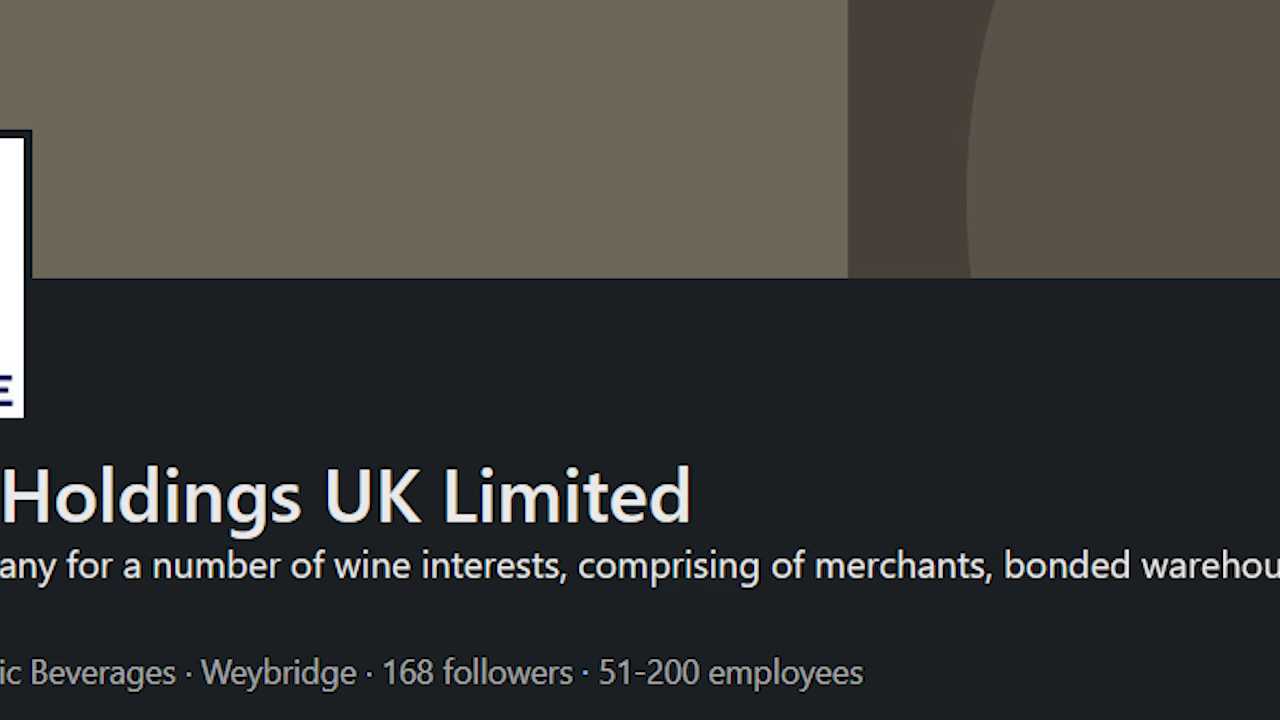 E
Holdings UK Limited
any for a number of wine interests, comprising of merchants, bonded warehou
ic Beverages · Weybridge · 168 followers · 51-200 employees